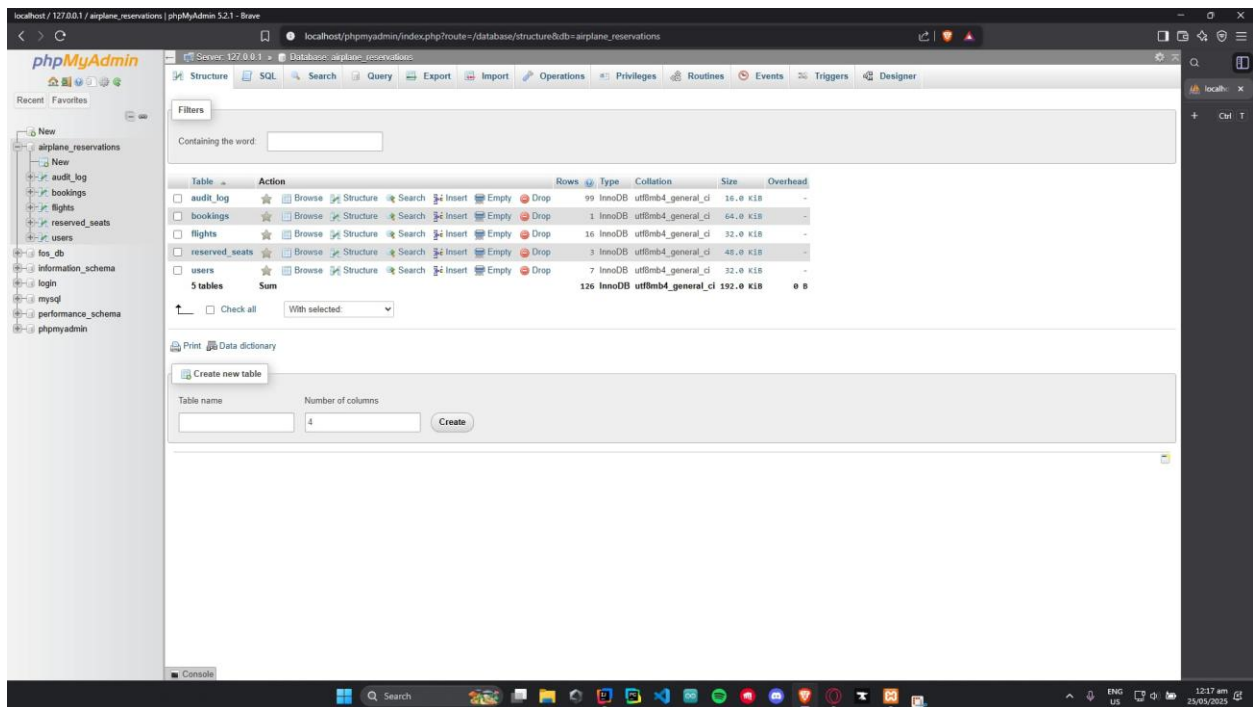 localhost / 127.0.0.1 / airplane_reservations | phpMyAdmin 5.2.1 - Brave
localhost/phpmyadmin/index.php?route=/database/structure&db=airplane_reservations
phpMyAdmin
Recent Favorites
New
airplane_reservations
New
audit_log
bookings
flights
reserved_seats
users
fos_db
information_schema
login
mysql
performance_schema
phpmyadmin
Server: 127.0.0.1 » Database: airplane_reservations
Structure SQL Search Query Export Import Operations Privileges Routines Events Triggers Designer
Filters
Containing the word:
Table Action Rows Type Collation Size Overhead
audit_log Browse Structure Search Insert Empty Drop 99 InnoDB utf8mb4_general_ci 16.0 KiB -
bookings Browse Structure Search Insert Empty Drop 1 InnoDB utf8mb4_general_ci 64.0 KiB -
flights Browse Structure Search Insert Empty Drop 16 InnoDB utf8mb4_general_ci 32.0 KiB -
reserved_seats Browse Structure Search Insert Empty Drop 3 InnoDB utf8mb4_general_ci 48.0 KiB -
users Browse Structure Search Insert Empty Drop 7 InnoDB utf8mb4_general_ci 32.0 KiB -
5 tables Sum 126 InnoDB utf8mb4_general_ci 192.0 KiB 0 B
Check all With selected:
Print Data dictionary
Create new table
Table name Number of columns
4 Create
Console
localh
+ Ctrl T
Search
ENG
US
12:17 am
25/05/2025